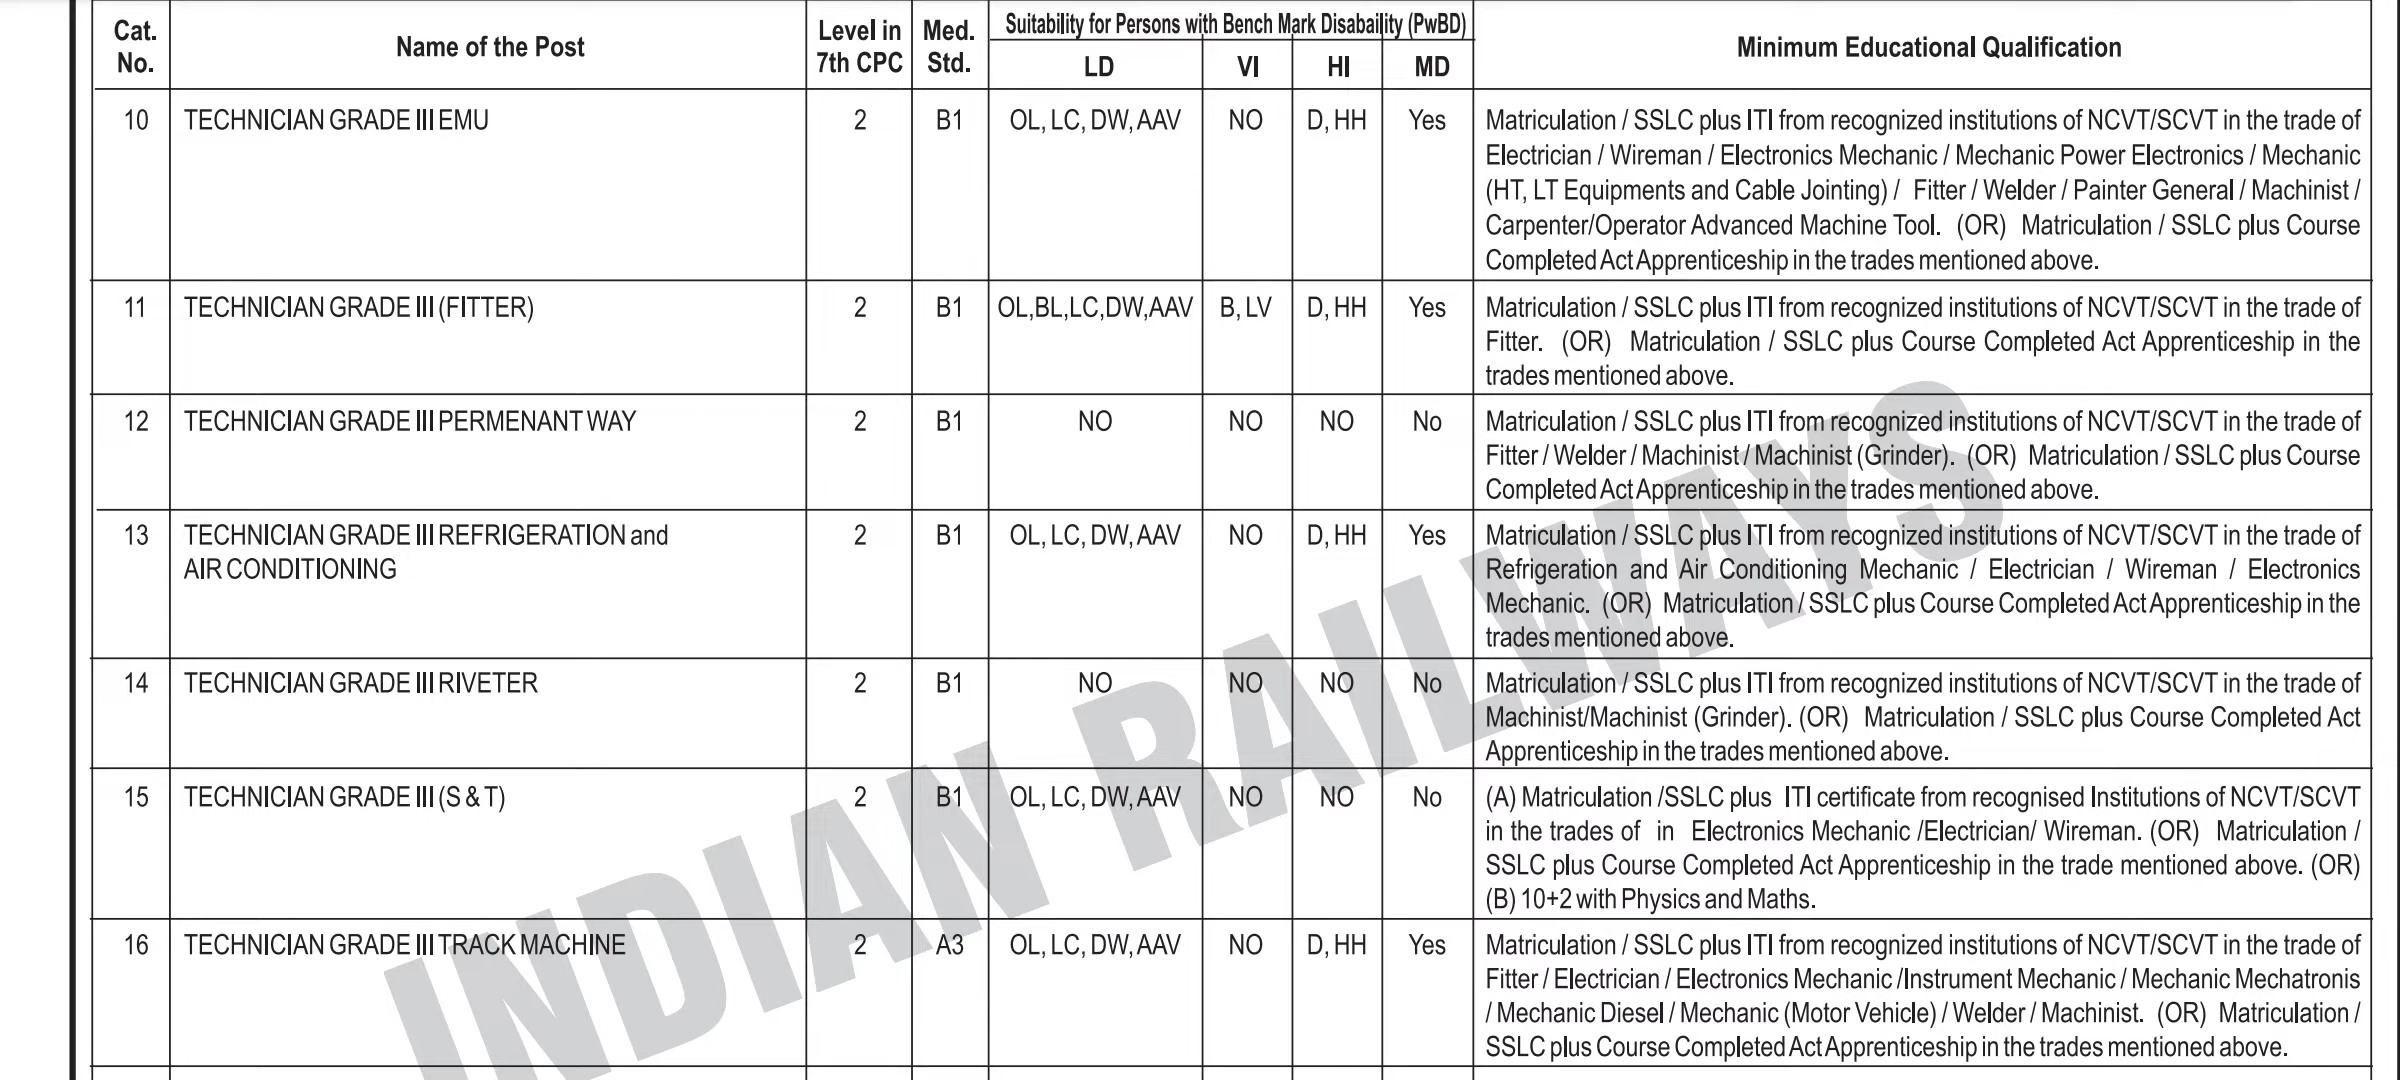 Cat. No. Name of the Post Level in 7th CPC Med. Std. Suitability for Persons with Bench Mark Disabaility (PwBD) Minimum Educational Qualification
LD VI HI MD
10 TECHNICIAN GRADE III EMU 2 B1 OL, LC, DW, AAV NO D, HH Yes Matriculation / SSLC plus ITI from recognized institutions of NCVT/SCVT in the trade of
Electrician / Wireman / Electronics Mechanic / Mechanic Power Electronics / Mechanic
(HT, LT Equipments and Cable Jointing) / Fitter / Welder / Painter General / Machinist /
Carpenter/Operator Advanced Machine Tool. (OR) Matriculation / SSLC plus Course
Completed Act Apprenticeship in the trades mentioned above.
11 TECHNICIAN GRADE III (FITTER) 2 B1 OL,BL,LC,DW,AAV B, LV D, HH Yes Matriculation / SSLC plus ITI from recognized institutions of NCVT/SCVT in the trade of
Fitter. (OR) Matriculation / SSLC plus Course Completed Act Apprenticeship in the
trades mentioned above.
12 TECHNICIAN GRADE III PERMENANT WAY 2 B1 NO NO NO No Matriculation / SSLC plus ITI from recognized institutions of NCVT/SCVT in the trade of
Fitter / Welder / Machinist / Machinist (Grinder). (OR) Matriculation / SSLC plus Course
Completed Act Apprenticeship in the trades mentioned above.
13 TECHNICIAN GRADE III REFRIGERATION and 2 B1 OL, LC, DW, AAV NO D, HH Yes Matriculation / SSLC plus ITI from recognized institutions of NCVT/SCVT in the trade of
AIR CONDITIONING Refrigeration and Air Conditioning Mechanic / Electrician / Wireman / Electronics
Mechanic. (OR) Matriculation / SSLC plus Course Completed Act Apprenticeship in the
trades mentioned above.
14 TECHNICIAN GRADE III RIVETER 2 B1 NO NO NO No Matriculation / SSLC plus ITI from recognized institutions of NCVT/SCVT in the trade of
Machinist/Machinist (Grinder). (OR) Matriculation / SSLC plus Course Completed Act
Apprenticeship in the trades mentioned above.
15 TECHNICIAN GRADE III (S & T) 2 B1 OL, LC, DW, AAV NO NO No (A) Matriculation /SSLC plus ITI certificate from recognised Institutions of NCVT/SCVT
in the trades of in Electronics Mechanic /Electrician/ Wireman. (OR) Matriculation /
SSLC plus Course Completed Act Apprenticeship in the trade mentioned above. (OR)
(B) 10+2 with Physics and Maths.
16 TECHNICIAN GRADE III TRACK MACHINE 2 A3 OL, LC, DW, AAV NO D, HH Yes Matriculation / SSLC plus ITI from recognized institutions of NCVT/SCVT in the trade of
Fitter / Electrician / Electronics Mechanic /Instrument Mechanic / Mechanic Mechatronis
/ Mechanic Diesel / Mechanic (Motor Vehicle) / Welder / Machinist. (OR) Matriculation /
SSLC plus Course Completed Act Apprenticeship in the trades mentioned above.
INDIAN RAILWAYS